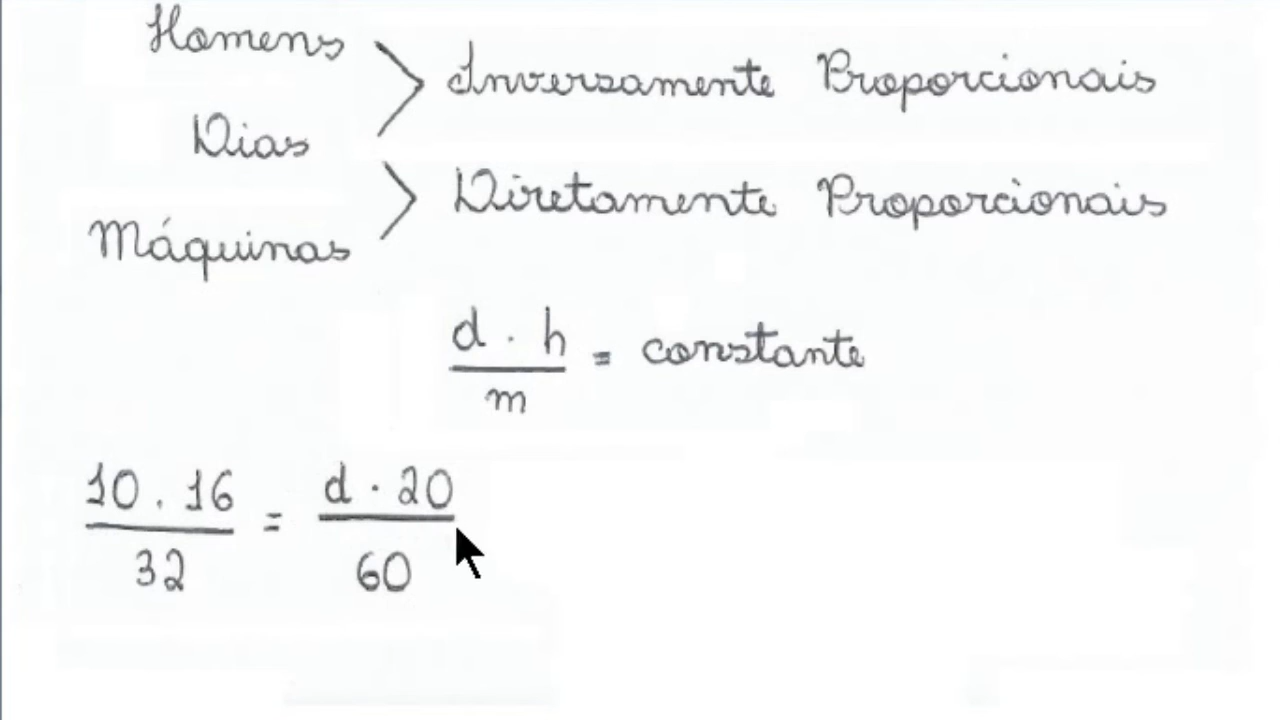 Homens
Inversamente Proporcionais
Dias
Diretamente Proporcionais
Máquinas
d . h
= constante
m
10 . 16 = d . 20
32 60